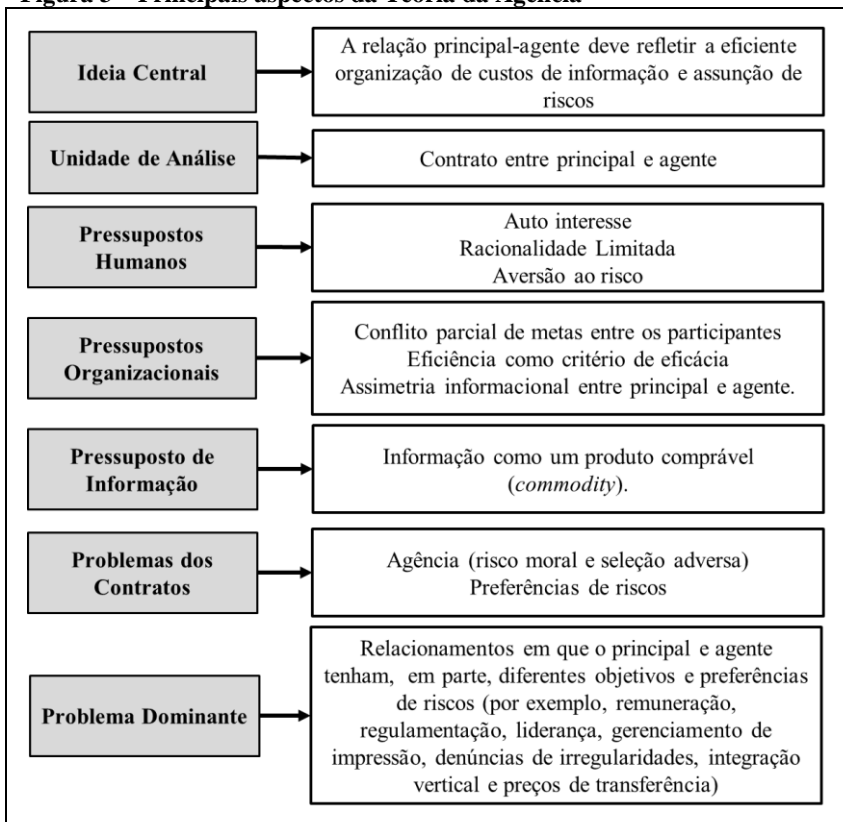 Figura 3 – Principais aspectos da Teoria da Agência
Ideia Central
A relação principal-agente deve refletir a eficiente
organização de custos de informação e assunção de
riscos
Unidade de Análise
Contrato entre principal e agente
Pressupostos
Humanos
Auto interesse
Racionalidade Limitada
Aversão ao risco
Pressupostos
Organizacionais
Conflito parcial de metas entre os participantes
Eficiência como critério de eficácia
Assimetria informacional entre principal e agente.
Pressuposto de
Informação
Informação como um produto comprável
(commodity).
Problemas dos
Contratos
Agência (risco moral e seleção adversa)
Preferências de riscos
Problema Dominante
Relacionamentos em que o principal e agente
tenham, em parte, diferentes objetivos e preferências
de riscos (por exemplo, remuneração,
regulamentação, liderança, gerenciamento de
impressão, denúncias de irregularidades, integração
vertical e preços de transferência)